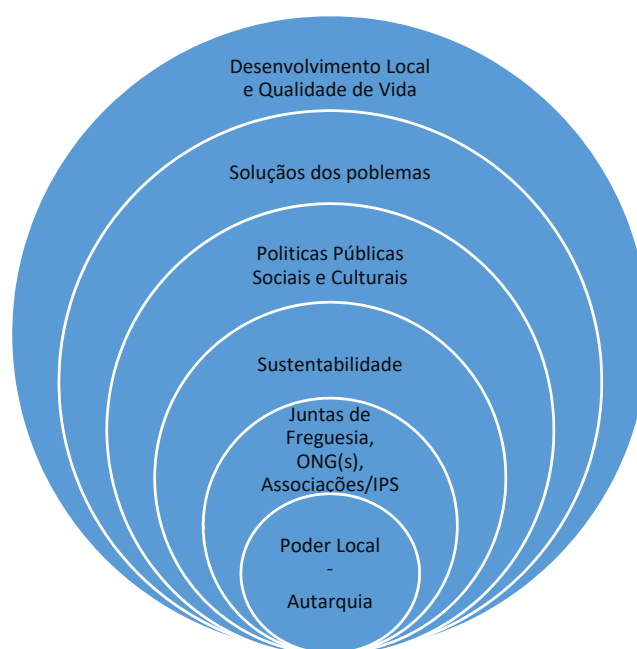 Desenvolvimento Local
e Qualidade de Vida
Soluçãos dos poblemas
Politicas Públicas
Sociais e Culturais
Sustentabilidade
Juntas de
Freguesia,
ONG(s),
Associações/IPS
Poder Local
-
Autarquia